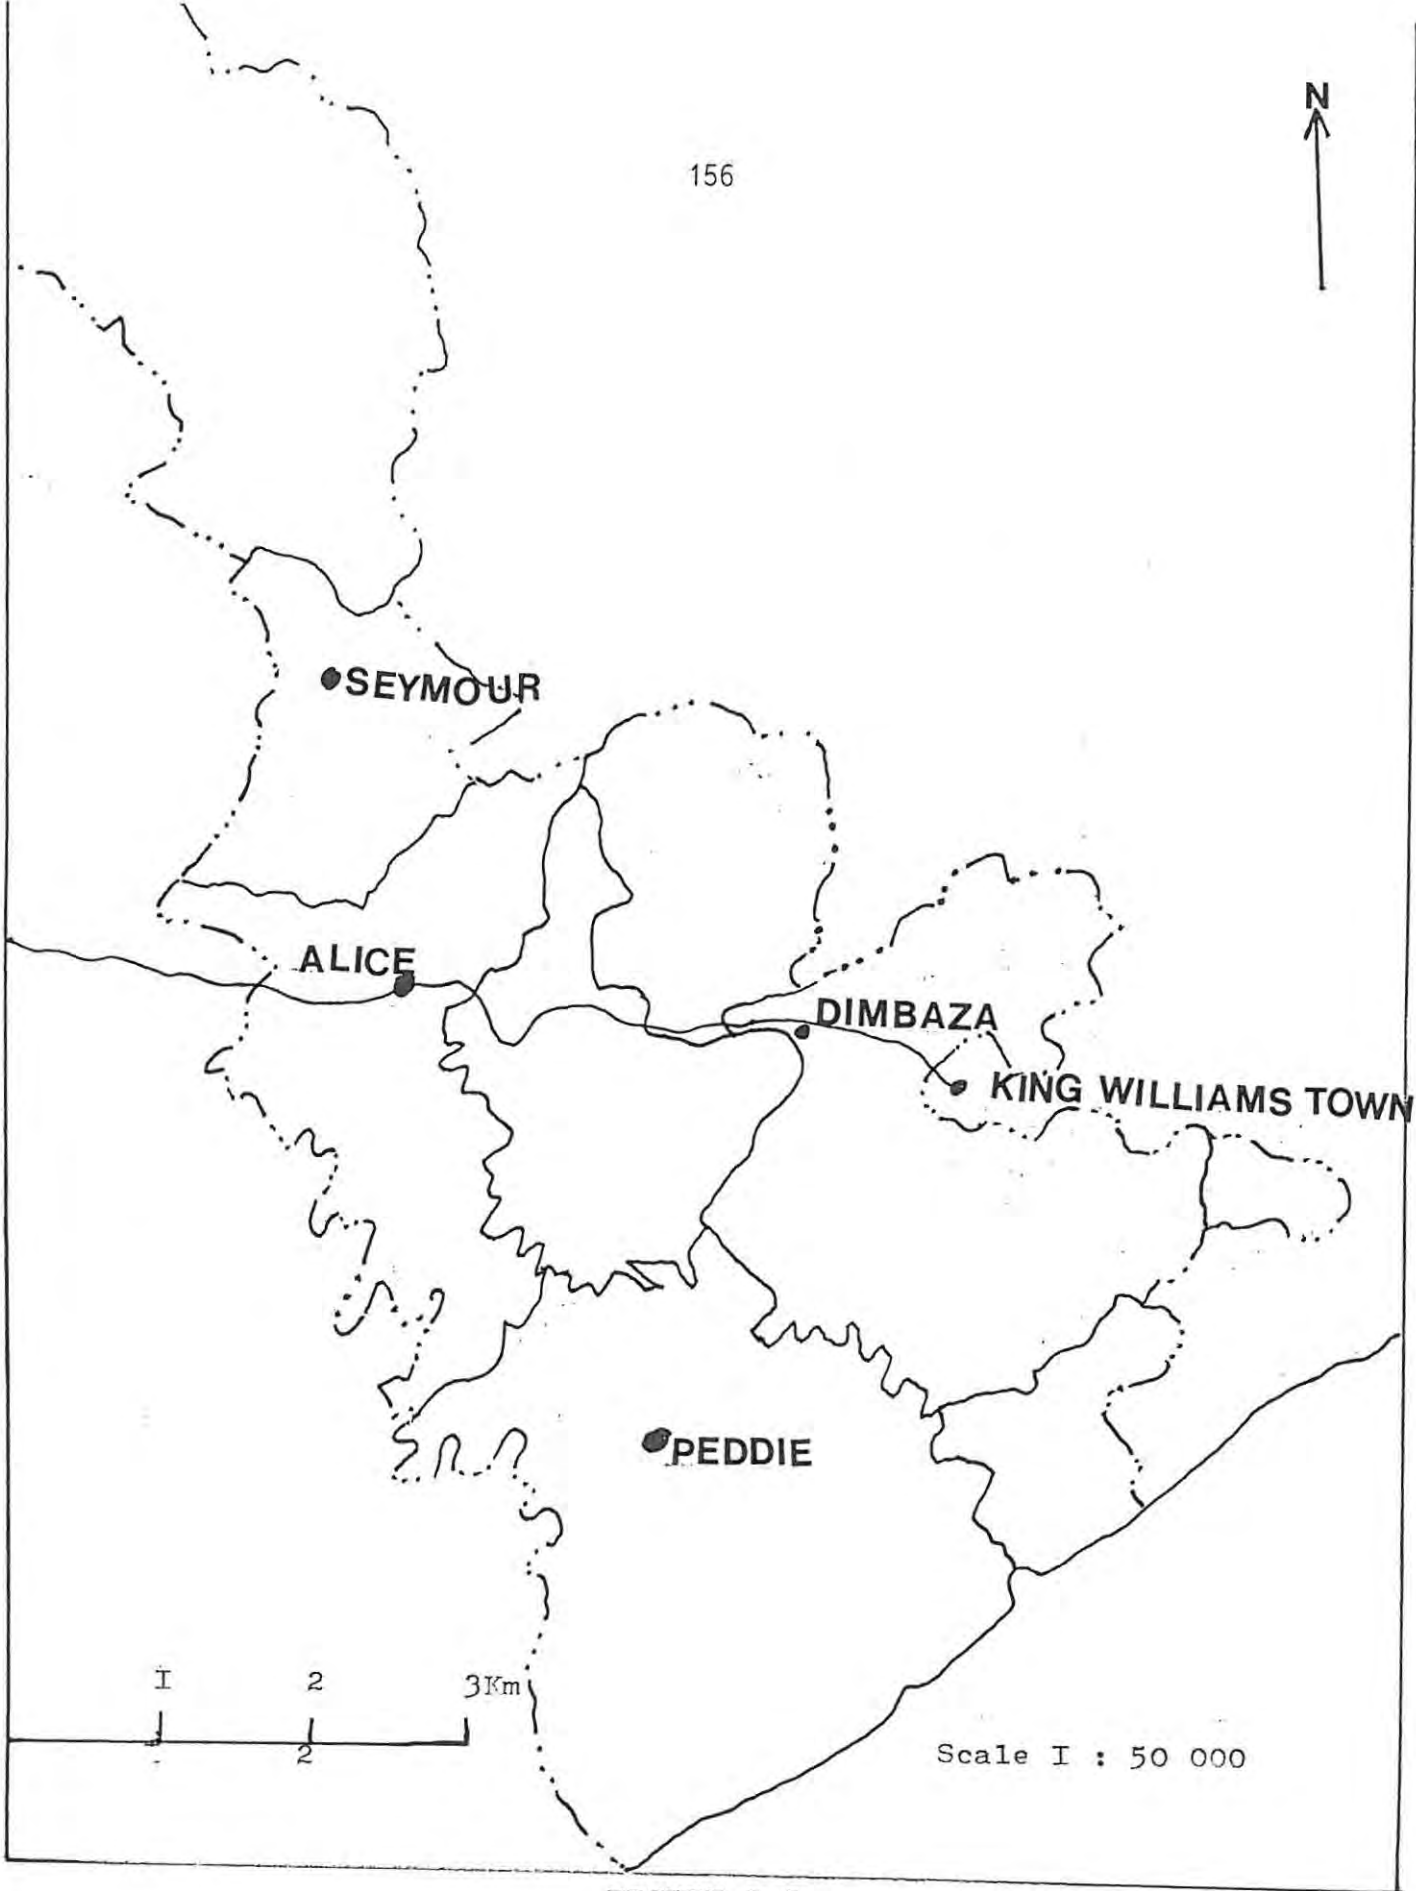 N
156
SEYMOUR
ALICE
DIMBAZA
KING WILLIAMS TOWN
PEDDIE
I 2 3Km
2
Scale I : 50 000